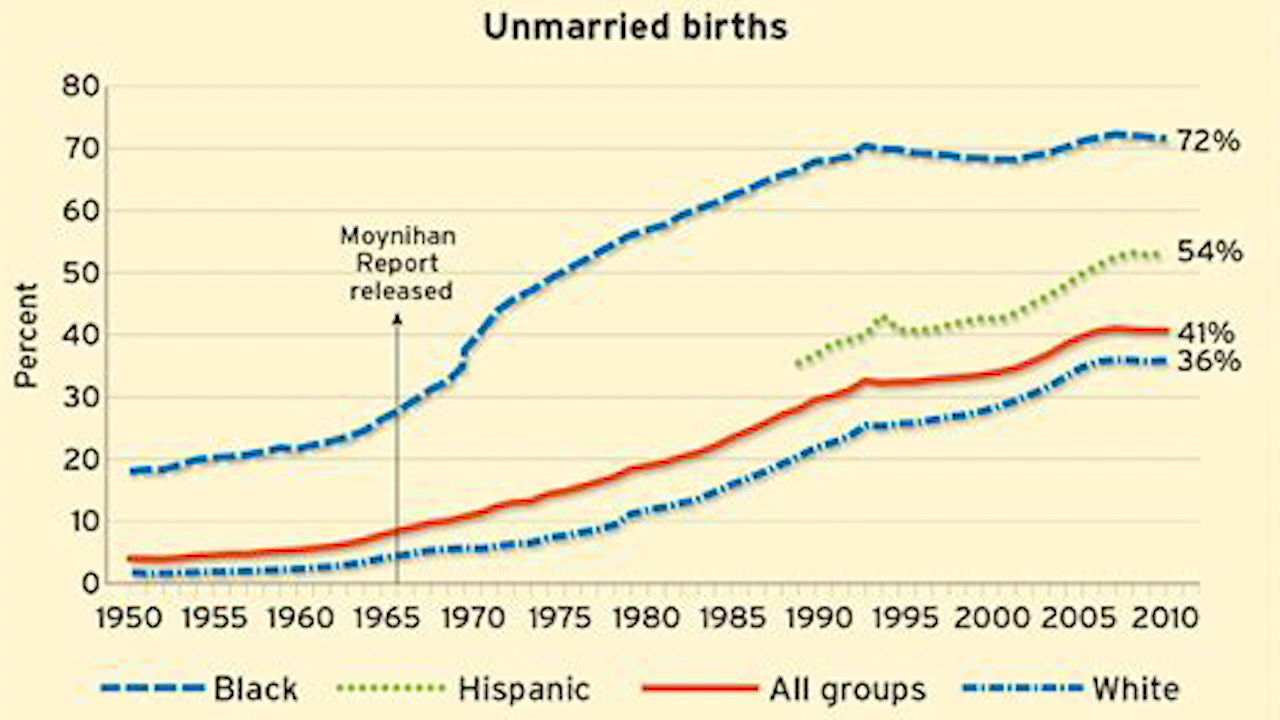 Unmarried births
80
70
60
50
40
30
20
10
0
Percent
Moynihan
Report
released
72%
54%
41%
36%
1950 1955 1960 1965 1970 1975 1980 1985 1990 1995 2000 2005 2010
Black Hispanic All groups White